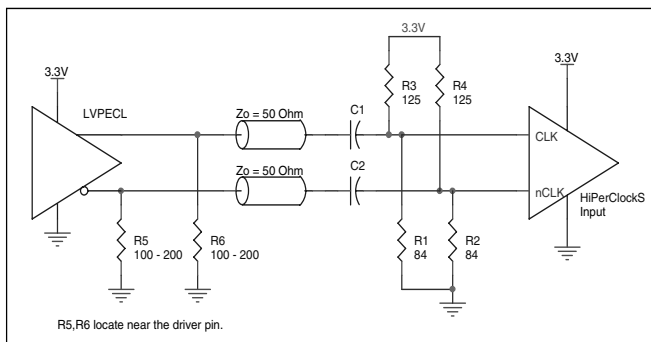 3.3V
3.3V
3.3V
LVPECL
R3
125
R4
125
Zo = 50 Ohm
C1
CLK
Zo = 50 Ohm
C2
nCLK
HiPerClockS
Input
R5
100 - 200
R6
100 - 200
R1
84
R2
84
R5,R6 locate near the driver pin.